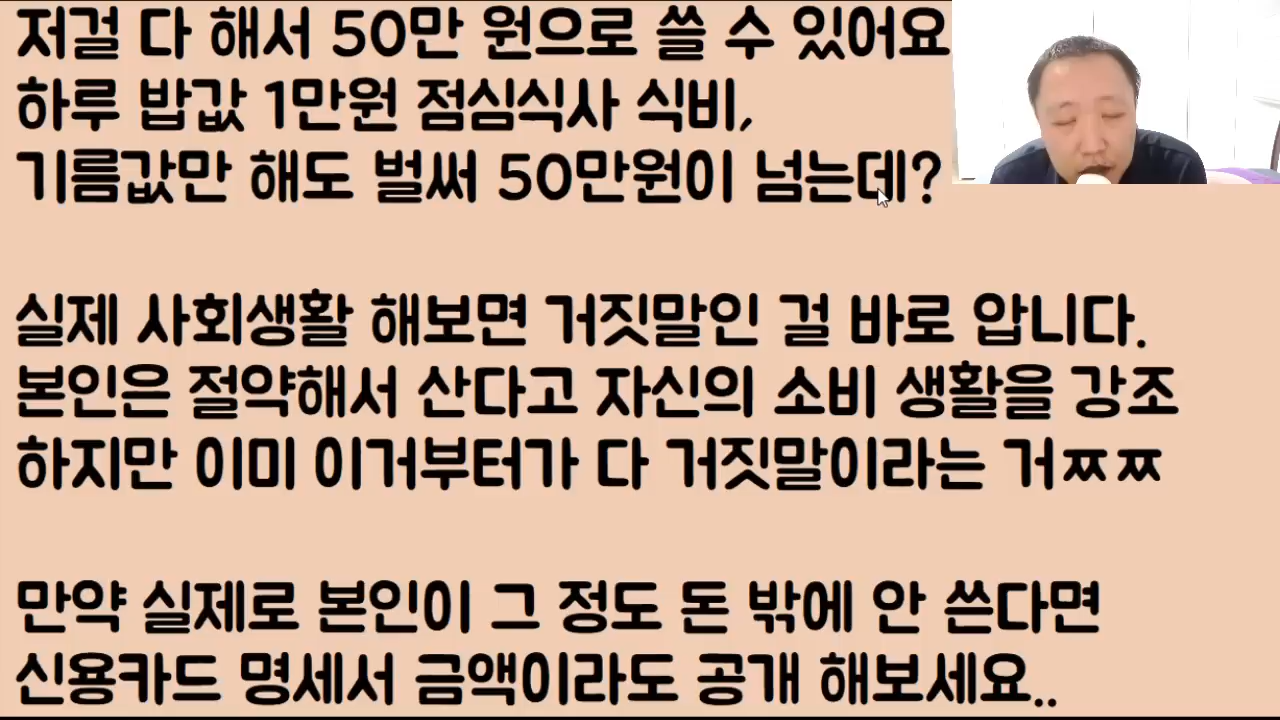 저걸 다 해서 50만 원으로 쓸 수 있어요
하루 밥값 1만원 점심식사 식비,
기름값만 해도 벌써 50만원이 넘는데?
실제 사회생활 해보면 거짓말인 걸 바로 압니다.
본인은 절약해서 산다고 자신의 소비 생활을 강조
하지만 이미 이거부터가 다 거짓말이라는 거ㅉㅉ
만약 실제로 본인이 그 정도 돈 밖에 안 쓴다면
신용카드 명세서 금액이라도 공개 해보세요..